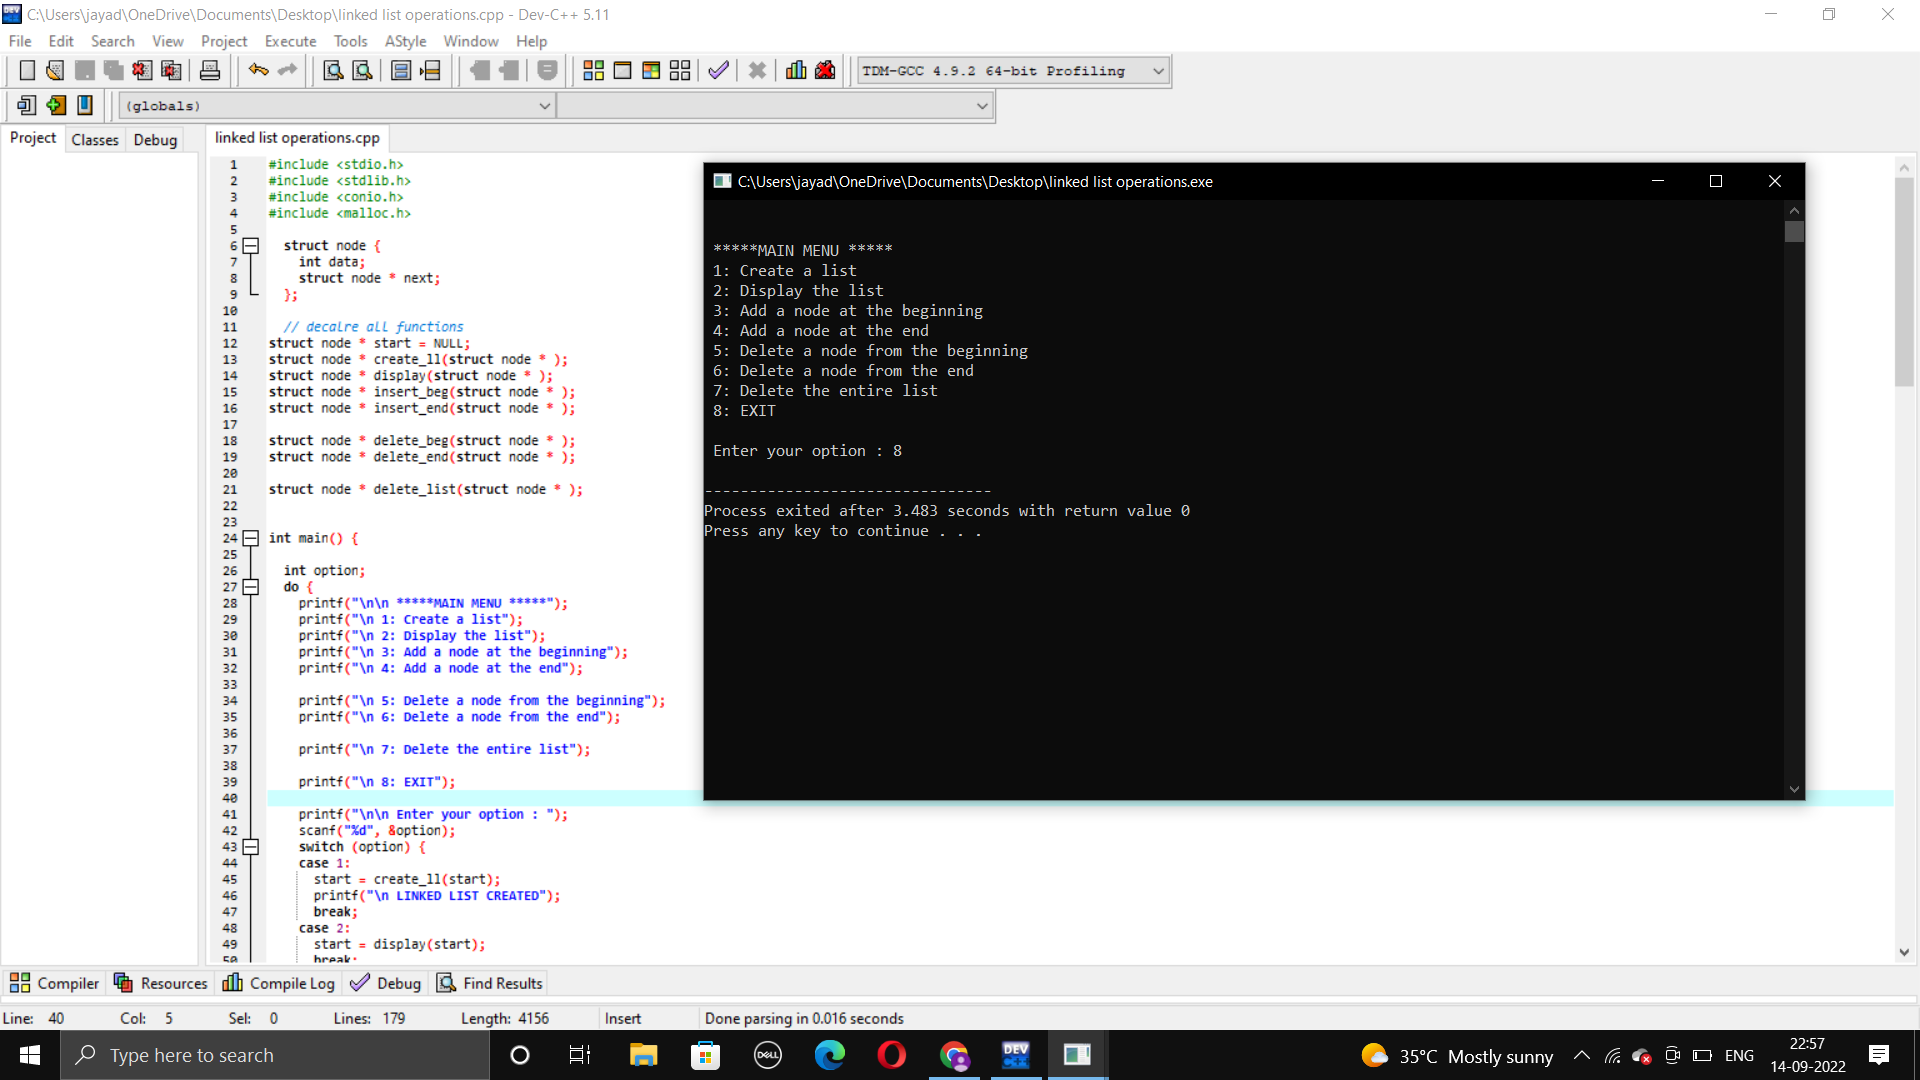 C:\Users\jayad\OneDrive\Documents\Desktop\linked list operations.cpp - Dev-C++ 5.11
File Edit Search View Project Execute Tools AStyle Window Help
TDM-GCC 4.9.2 64-bit Profiling
(globals)
Project Classes Debug
linked list operations.cpp
1 #include <stdio.h>
2 #include <stdlib.h>
3 #include <conio.h>
4 #include <malloc.h>
5
6 struct node {
7 int data;
8 struct node * next;
9 };
10
11 // decalre all functions
12 struct node * start = NULL;
13 struct node * create_ll(struct node * );
14 struct node * display(struct node * );
15 struct node * insert_beg(struct node * );
16 struct node * insert_end(struct node * );
17
18 struct node * delete_beg(struct node * );
19 struct node * delete_end(struct node * );
20
21 struct node * delete_list(struct node * );
22
23
24 int main() {
25
26 int option;
27 do {
28 printf("\n\n *****MAIN MENU *****");
29 printf("\n 1: Create a list");
30 printf("\n 2: Display the list");
31 printf("\n 3: Add a node at the beginning");
32 printf("\n 4: Add a node at the end");
33
34 printf("\n 5: Delete a node from the beginning");
35 printf("\n 6: Delete a node from the end");
36
37 printf("\n 7: Delete the entire list");
38
39 printf("\n 8: EXIT");
40
41 printf("\n\n Enter your option : ");
42 scanf("%d", &option);
43 switch (option) {
44 case 1:
45 start = create_ll(start);
46 printf("\n LINKED LIST CREATED");
47 break;
48 case 2:
49 start = display(start);
50 break;
C:\Users\jayad\OneDrive\Documents\Desktop\linked list operations.exe
*****MAIN MENU *****
1: Create a list
2: Display the list
3: Add a node at the beginning
4: Add a node at the end
5: Delete a node from the beginning
6: Delete a node from the end
7: Delete the entire list
8: EXIT
Enter your option : 8
--------------------------------
Process exited after 3.483 seconds with return value 0
Press any key to continue . . .
Compiler Resources Compile Log Debug Find Results
Line: 40 Col: 5 Sel: 0 Lines: 179 Length: 4156 Insert Done parsing in 0.016 seconds
Type here to search
DELL
DEV C++
35°C Mostly sunny
ENG
22:57
14-09-2022